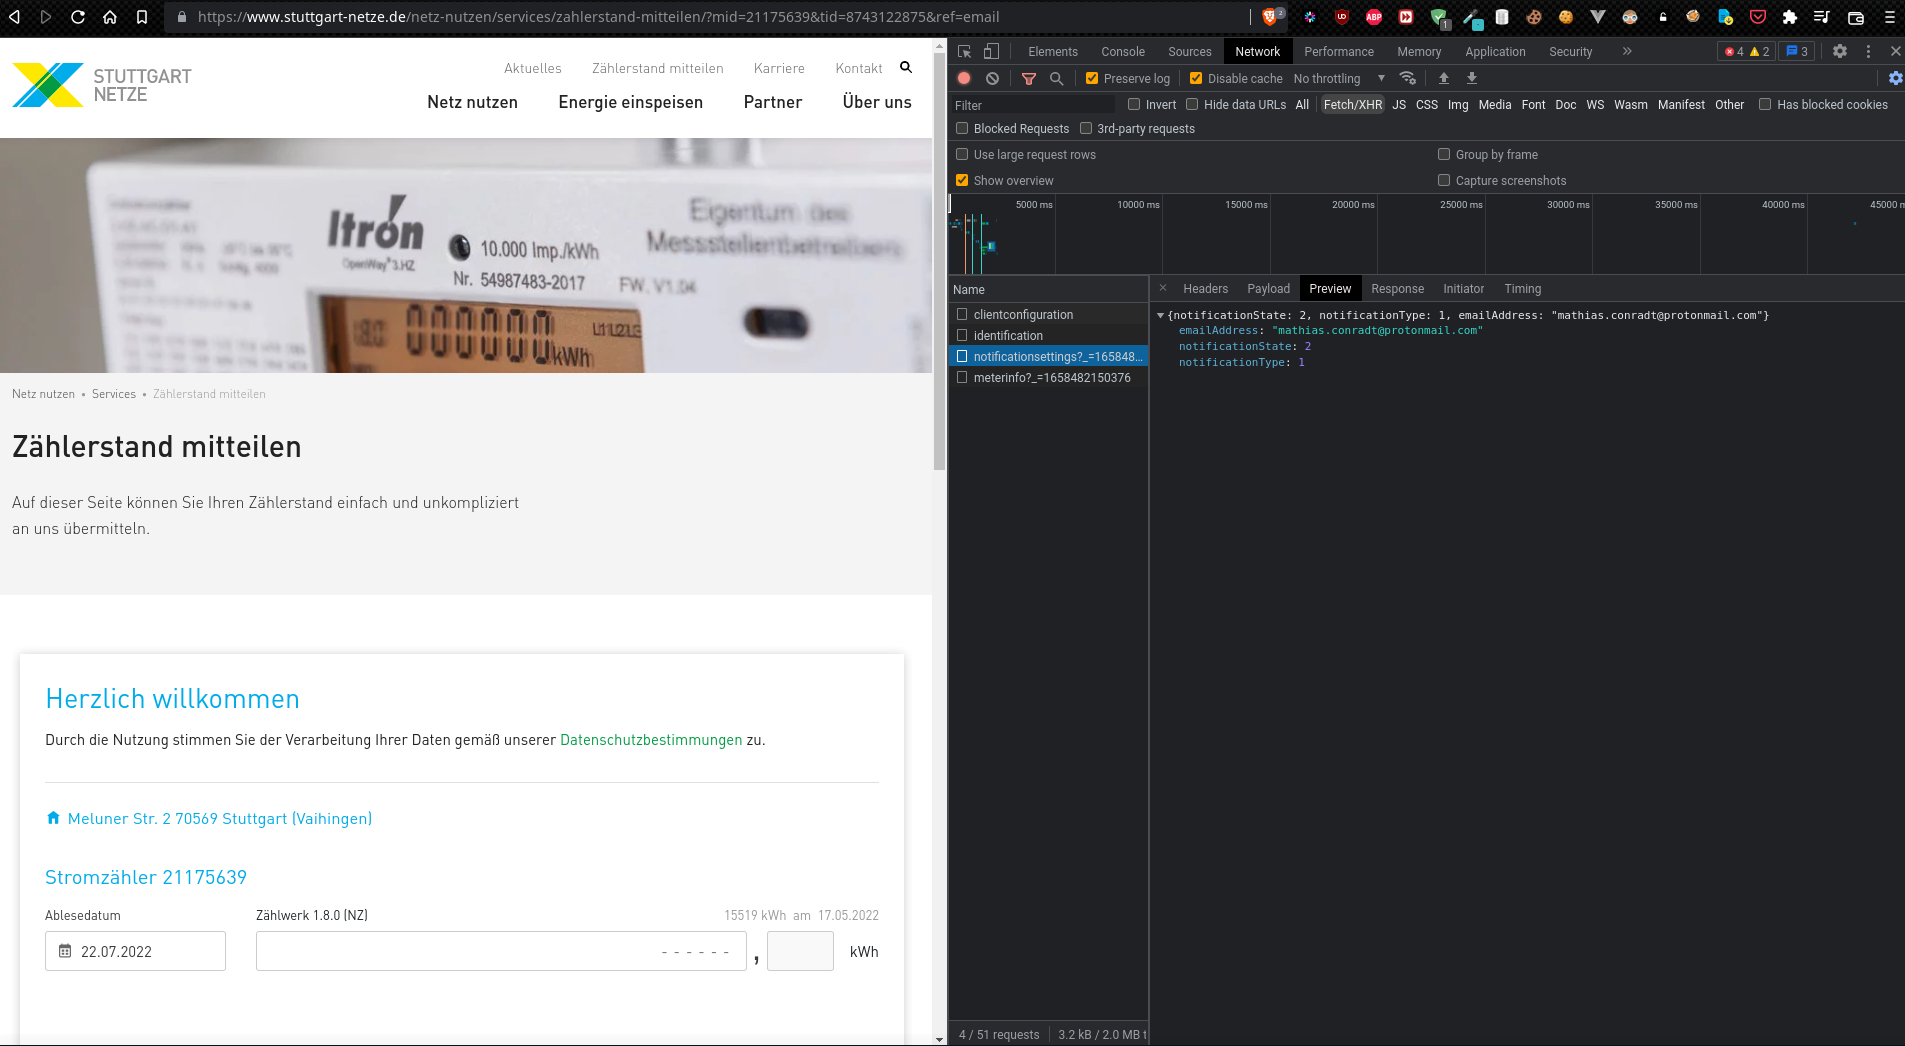 https://www.stuttgart-netze.de/netz-nutzen/services/zahlerstand-mitteilen/?mid=21175639&tid=8743122875&ref=email
STUTTGART
NETZE
Aktuelles Zählerstand mitteilen Karriere Kontakt
Netz nutzen Energie einspeisen Partner Über uns
Itron
OpenWay® 3.HZ
10.000 Imp./kWh
Nr. 54987483-2017
FW. V1.04
Eigentum des
Messstellenbetreibers
1.8.0 000000 kWh
L1L2L3
Netz nutzen • Services • Zählerstand mitteilen
Zählerstand mitteilen
Auf dieser Seite können Sie Ihren Zählerstand einfach und unkompliziert
an uns übermitteln.
Herzlich willkommen
Durch die Nutzung stimmen Sie der Verarbeitung Ihrer Daten gemäß unserer Datenschutzbestimmungen zu.
Meluner Str. 2 70569 Stuttgart (Vaihingen)
Stromzähler 21175639
Ablesedatum Zählwerk 1.8.0 (NZ) 15519 kWh am 17.05.2022
22.07.2022 - - - - - - , kWh
Elements Console Sources Network Performance Memory Application Security » 4 2 3
Preserve log Disable cache No throttling
Filter Invert Hide data URLs All Fetch/XHR JS CSS Img Media Font Doc WS Wasm Manifest Other Has blocked cookies
Blocked Requests 3rd-party requests
Use large request rows Group by frame
Show overview Capture screenshots
5000 ms 10000 ms 15000 ms 20000 ms 25000 ms 30000 ms 35000 ms 40000 ms 45000 m
Name
clientconfiguration
identification
notificationsettings?_=165848...
meterinfo?_=1658482150376
× Headers Payload Preview Response Initiator Timing
{notificationState: 2, notificationType: 1, emailAddress: "mathias.conradt@protonmail.com"}
emailAddress: "mathias.conradt@protonmail.com"
notificationState: 2
notificationType: 1
4 / 51 requests 3.2 kB / 2.0 MB t